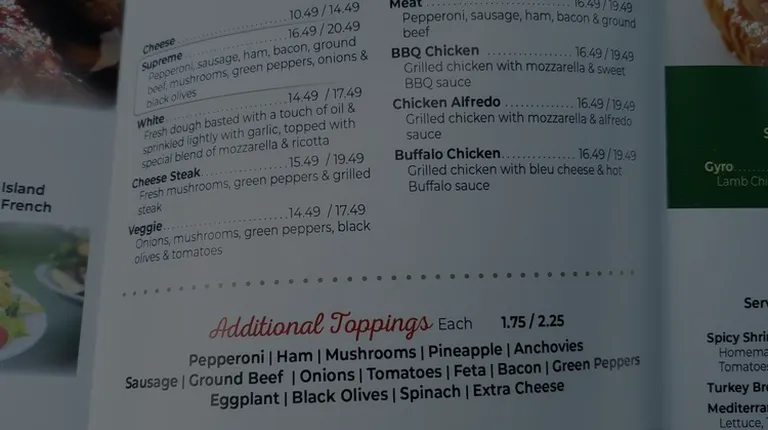 Cheese 10.49 / 14.49
Supreme 16.49 / 20.49
Pepperoni, sausage, ham, bacon, ground
beef, mushrooms, green peppers, onions &
black olives
White 14.49 / 17.49
Fresh dough basted with a touch of oil &
sprinkled lightly with garlic, topped with
special blend of mozzarella & ricotta
Cheese Steak 15.49 / 19.49
Fresh mushrooms, green peppers & grilled
steak
Veggie 14.49 / 17.49
Onions, mushrooms, green peppers, black
olives & tomatoes
Meat 16.49/19.49
Pepperoni, sausage, ham, bacon & ground
beef
BBQ Chicken 16.49/19.49
Grilled chicken with mozzarella & sweet
BBQ sauce
Chicken Alfredo 16.49/19.49
Grilled chicken with mozzarella & alfredo
sauce
Buffalo Chicken 16.49/19.49
Grilled chicken with bleu cheese & hot
Buffalo sauce
Additional Toppings Each 1.75 / 2.25
Pepperoni | Ham | Mushrooms | Pineapple | Anchovies
Sausage | Ground Beef | Onions | Tomatoes | Feta | Bacon | Green Peppers
Eggplant | Black Olives | Spinach | Extra Cheese
Island
French
Gyro
Lamb
Spicy
Turkey
Lettuce,